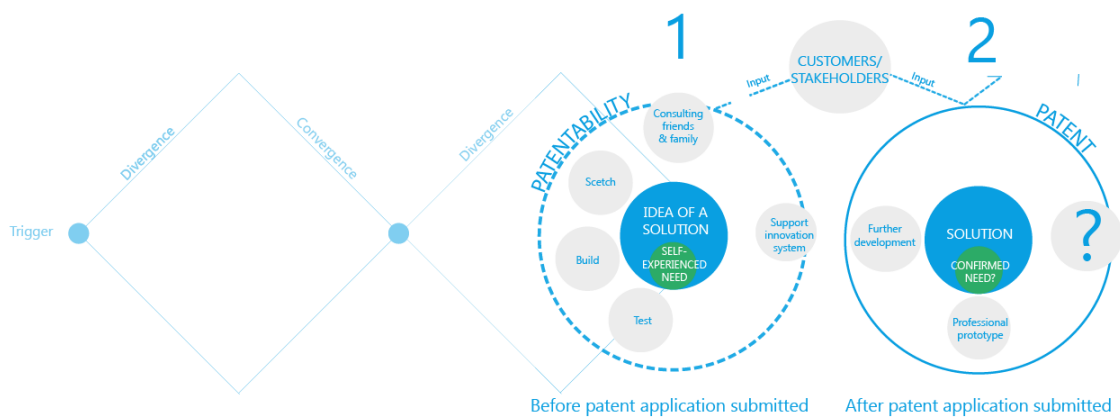 Trigger
Divergence
Convergence
Divergence
1
PATENTABILITY
Consulting
friends
& family
Scetch
Build
Test
IDEA OF A
SOLUTION
SELF-
EXPERIENCED
NEED
Support
innovation
system
Input
CUSTOMERS/
STAKEHOLDERS
Input
2
PATENT
Further
development
SOLUTION
CONFIRMED
NEED?
Professional
prototype
?
Before patent application submitted
After patent application submitted